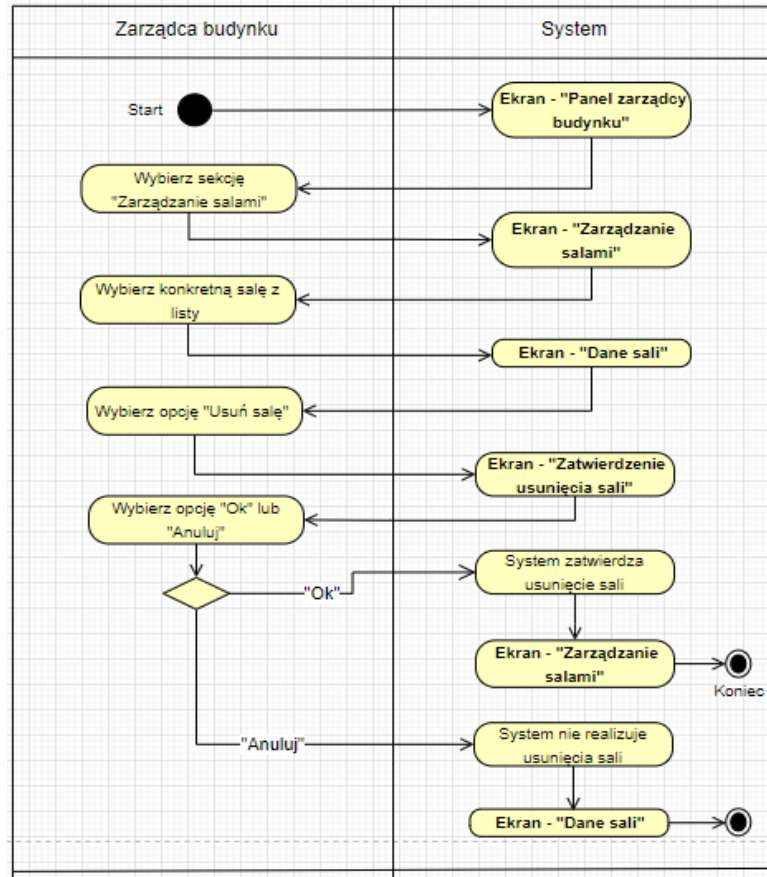 Zarządca budynku
System
Start
Ekran - "Panel zarządcy
budynku"
Wybierz sekcję
"Zarządzanie salami"
Ekran - "Zarządzanie
salami"
Wybierz konkretną salę z
listy
Ekran - "Dane sali"
Wybierz opcję "Usuń salę"
Ekran - "Zatwierdzenie
usunięcia sali"
Wybierz opcję "Ok" lub
"Anuluj"
"Ok"
System zatwierdza
usunięcie sali
Ekran - "Zarządzanie
salami"
Koniec
"Anuluj"
System nie realizuje
usunięcia sali
Ekran - "Dane sali"